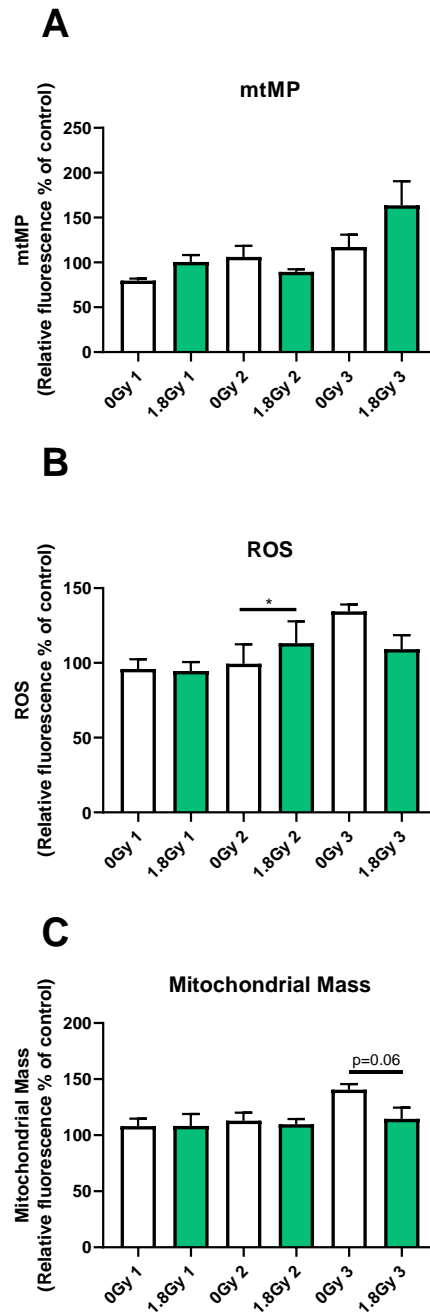 A
mtMP
mtMP
(Relative fluorescence % of control)
250
200
150
100
50
0
0Gy 1
1.8Gy 1
0Gy 2
1.8Gy 2
0Gy 3
1.8Gy 3
B
ROS
ROS
(Relative fluorescence % of control)
150
100
50
0
*
0Gy 1
1.8Gy 1
0Gy 2
1.8Gy 2
0Gy 3
1.8Gy 3
C
Mitochondrial Mass
Mitochondrial Mass
(Relative fluorescence % of control)
200
150
100
50
0
p=0.06
0Gy 1
1.8Gy 1
0Gy 2
1.8Gy 2
0Gy 3
1.8Gy 3